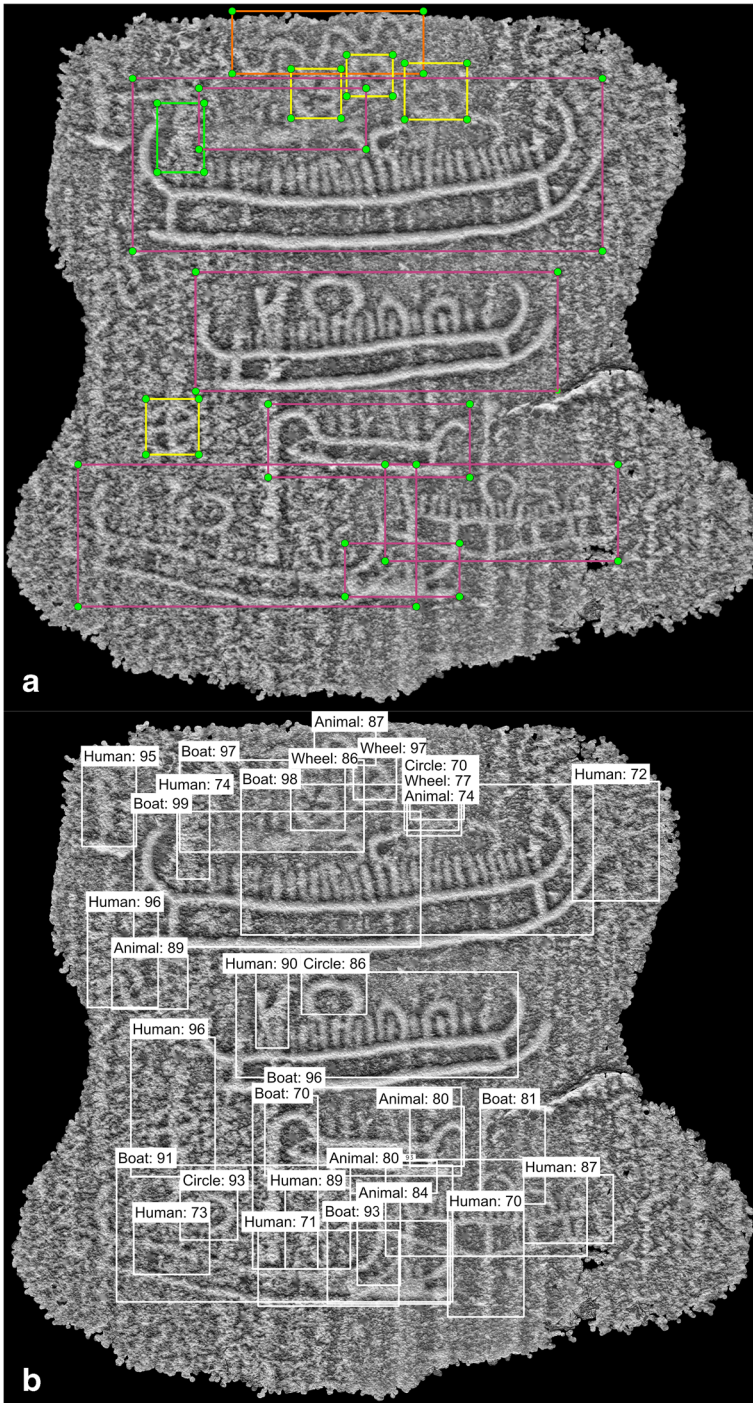 a
Animal: 87
Wheel: 97
Human: 95
Boat: 97
Wheel: 86
Circle: 70
Human: 74
Boat: 98
Wheel: 77
Human: 72
Animal: 74
Boat: 99
Human: 96
Animal: 89
Human: 90
Circle: 86
Human: 96
Boat: 96
Boat: 70
Animal: 80
Boat: 81
Boat: 91
Animal: 80
93
Human: 87
Circle: 93
Human: 89
Animal: 84
Human: 70
Human: 73
Human: 71
Boat: 93
b